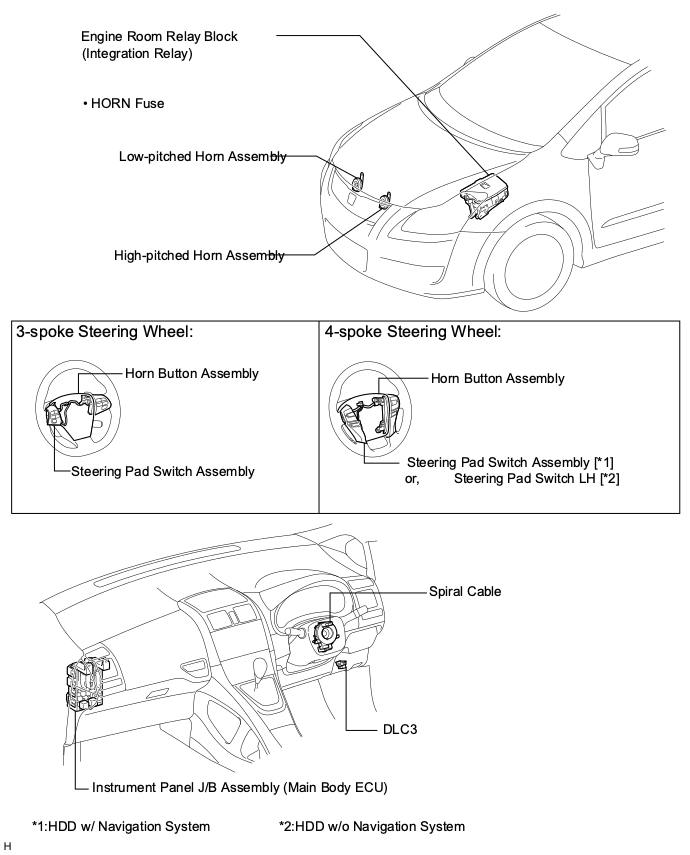 Engine Room Relay Block
(Integration Relay)
• HORN Fuse
Low-pitched Horn Assembly
High-pitched Horn Assembly
3-spoke Steering Wheel:
Horn Button Assembly
Steering Pad Switch Assembly
4-spoke Steering Wheel:
Horn Button Assembly
Steering Pad Switch Assembly [*1]
or, Steering Pad Switch LH [*2]
Spiral Cable
DLC3
Instrument Panel J/B Assembly (Main Body ECU)
*1:HDD w/ Navigation System
*2:HDD w/o Navigation System
H